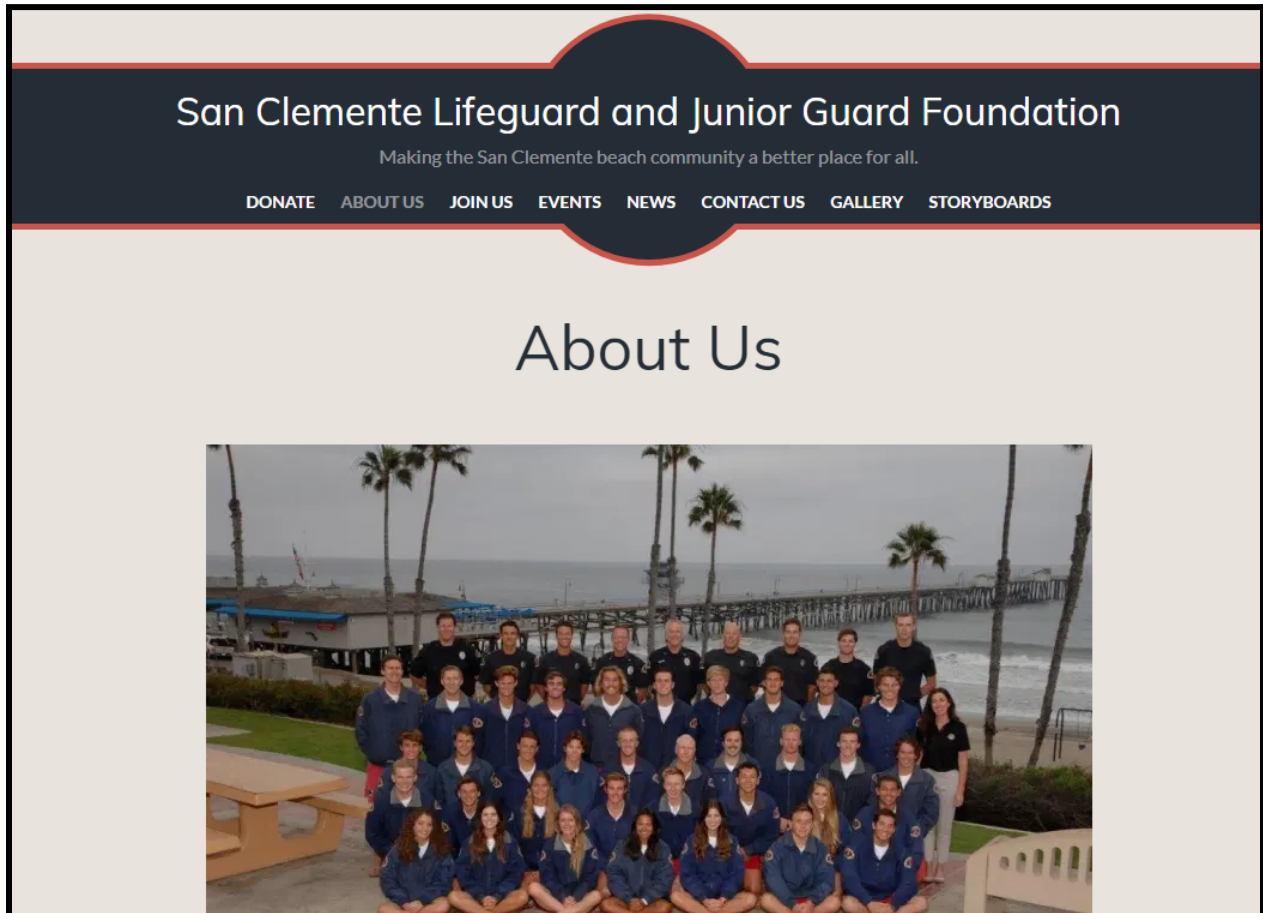 San Clemente Lifeguard and Junior Guard Foundation
Making the San Clemente beach community a better place for all.
DONATE ABOUT US JOIN US EVENTS NEWS CONTACT US GALLERY STORYBOARDS
About Us